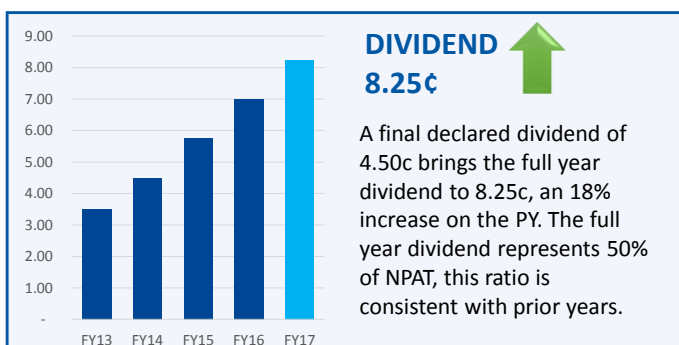 9.00
8.00
7.00
6.00
5.00
4.00
3.00
2.00
1.00
-
FY13 FY14 FY15 FY16 FY17
DIVIDEND
8.25¢
A final declared dividend of
4.50c brings the full year
dividend to 8.25c, an 18%
increase on the PY. The full
year dividend represents 50%
of NPAT, this ratio is
consistent with prior years.